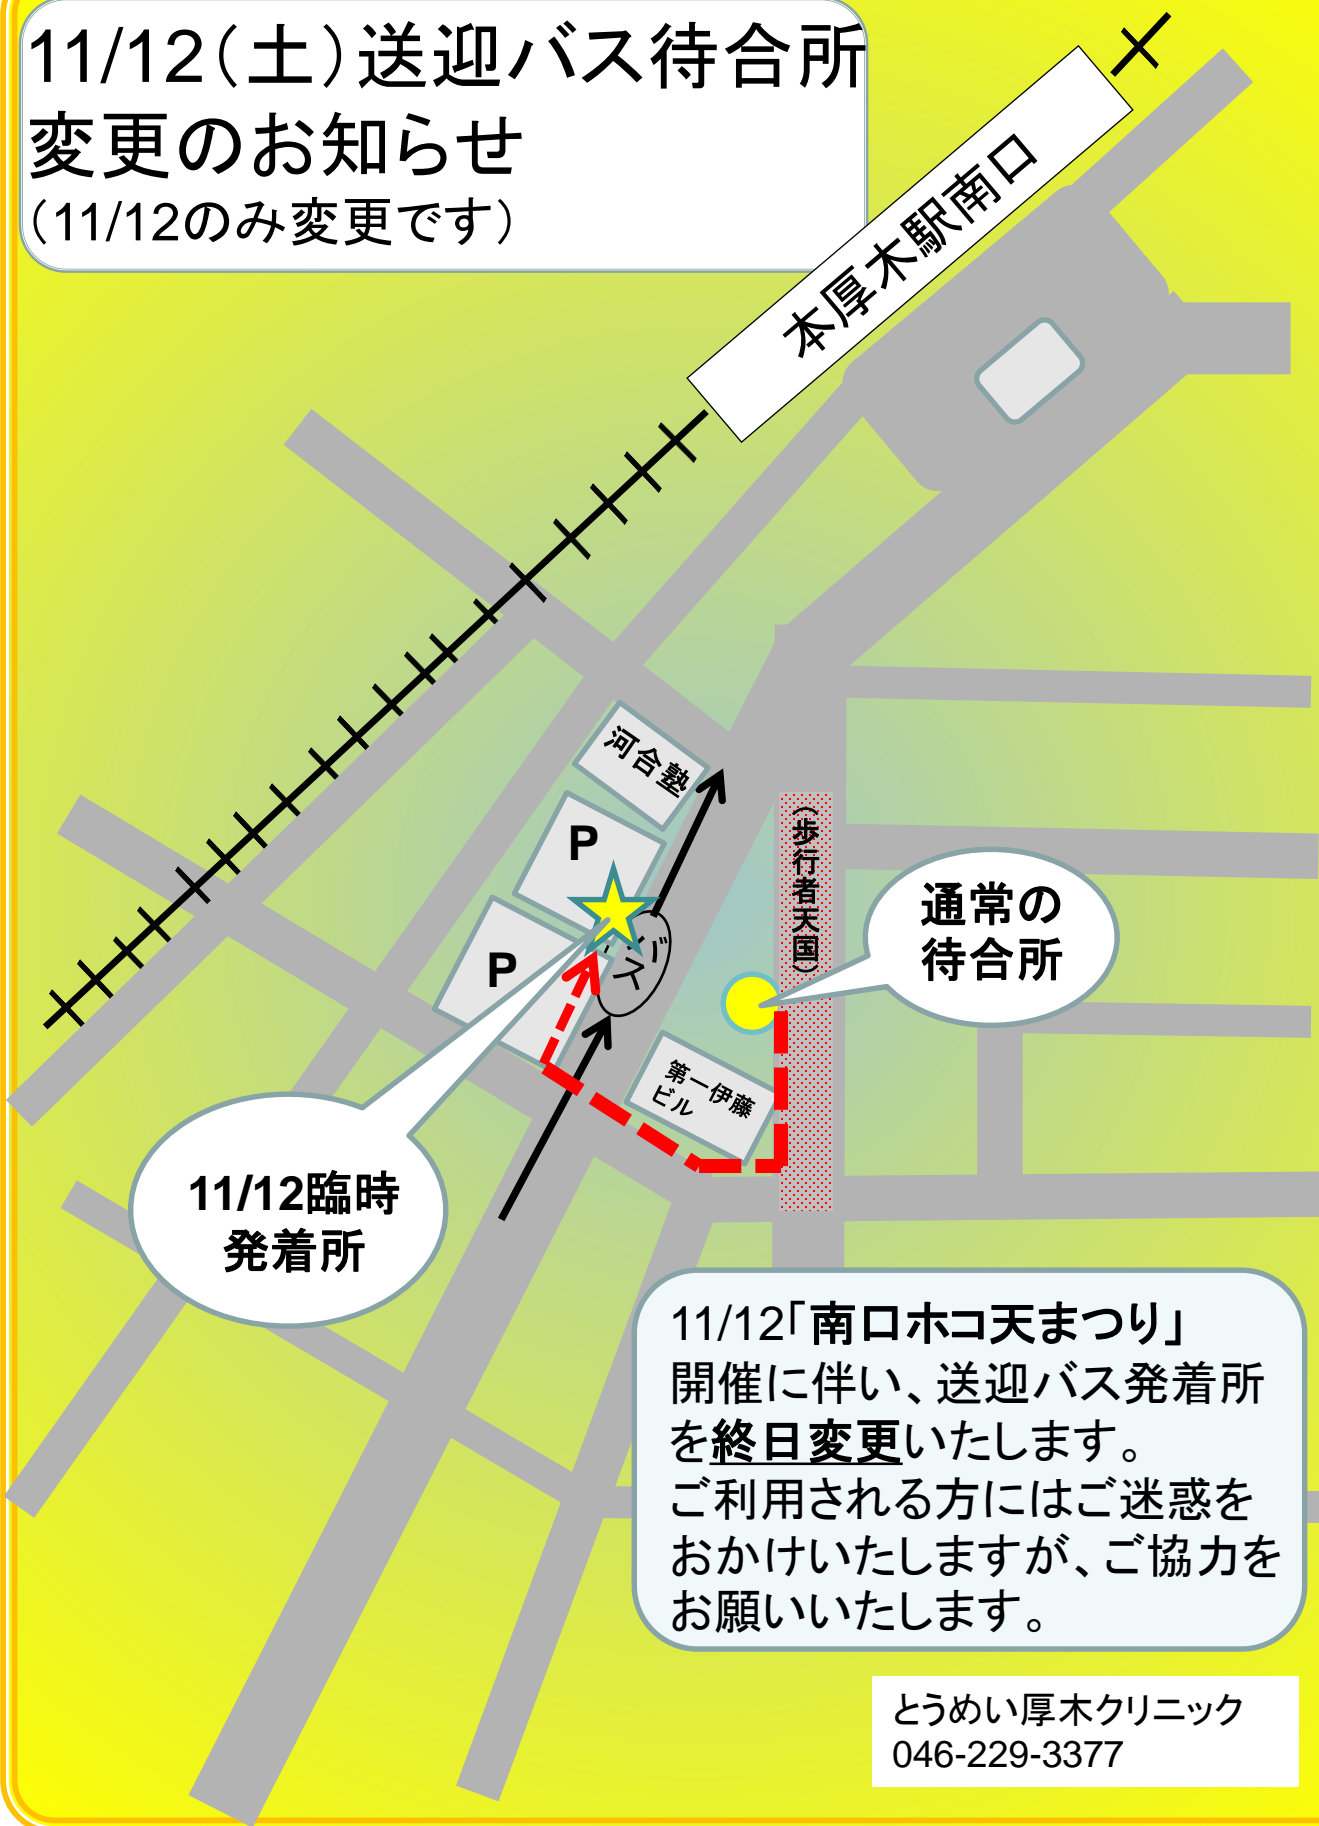 11/12（土）送迎バス待合所
変更のお知らせ
（11/12のみ変更です）
本厚木駅南口
河合塾
P
（歩行者天国）
通常の
待合所
P
バス
第一伊藤
ビル
11/12臨時
発着所
11/12「南口ホコ天まつり」
開催に伴い、送迎バス発着所
を終日変更いたします。
ご利用される方にはご迷惑を
おかけいたしますが、ご協力を
お願いいたします。
とうめい厚木クリニック
046-229-3377